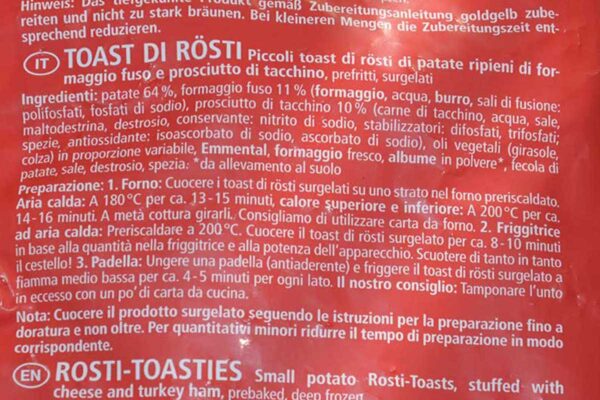 Hinweis: Das tiefgekühlte Produkt gemäß Zubereitungsanleitung goldgelb zube-
reiten und nicht zu stark bräunen. Bei kleineren Mengen die Zubereitungszeit ent-
sprechend reduzieren.
IT TOAST DI RÖSTI Piccoli toast di rösti di patate ripieni di for-
maggio fuso e prosciutto di tacchino, prefritti, surgelati
Ingredienti: patate 64 %, formaggio fuso 11 % (formaggio, acqua, burro, sali di fusione:
polifosfati, fosfati di sodio), prosciutto di tacchino 10 % (carne di tacchino, acqua, sale,
maltodestrina, destrosio, conservante: nitrito di sodio, stabilizzatori: difosfati, trifosfati;
spezie, antiossidante: isoascorbato di sodio, ascorbato di sodio), oli vegetali (girasole,
colza) in proporzione variabile, Emmental, formaggio fresco, albume in polvere*, fecola di
patate, sale, destrosio, spezia. *da allevamento al suolo
Preparazione: 1. Forno: Cuocere i toast di rösti surgelati su uno strato nel forno preriscaldato.
Aria calda: A 180°C per ca. 13-15 minuti, calore superiore e inferiore: A 200°C per ca.
14-16 minuti. A metà cottura girarli. Consigliamo di utilizzare carta da forno. 2. Friggitrice
ad aria calda: Preriscaldare a 200°C. Cuocere il toast di rösti surgelato per ca. 8-10 minuti
in base alla quantità nella friggitrice e alla potenza dell'apparecchio. Scuotere di tanto in tanto
il cestello! 3. Padella: Ungere una padella (antiaderente) e friggere il toast di rösti surgelato a
fiamma medio bassa per ca. 4-5 minuti per ogni lato. Il nostro consiglio: Tamponare l'unto
in eccesso con un po' di carta da cucina.
Nota: Cuocere il prodotto surgelato seguendo le istruzioni per la preparazione fino a
doratura e non oltre. Per quantitativi minori ridurre il tempo di preparazione in modo
corrispondente.
EN ROSTI-TOASTIES Small potato Rosti-Toasts, stuffed with
cheese and turkey ham, prebaked, deep frozen